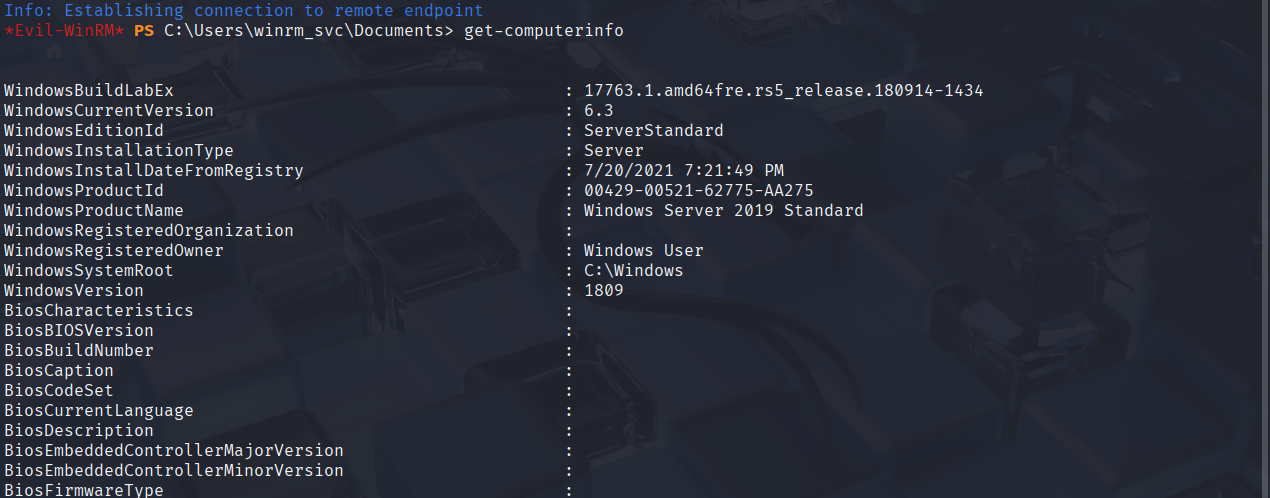 Info: Establishing connection to remote endpoint
*Evil-WinRM* PS C:\Users\winrm_svc\Documents> get-computerinfo
WindowsBuildLabEx : 17763.1.amd64fre.rs5_release.180914-1434
WindowsCurrentVersion : 6.3
WindowsEditionId : ServerStandard
WindowsInstallationType : Server
WindowsInstallDateFromRegistry : 7/20/2021 7:21:49 PM
WindowsProductId : 00429-00521-62775-AA275
WindowsProductName : Windows Server 2019 Standard
WindowsRegisteredOrganization :
WindowsRegisteredOwner : Windows User
WindowsSystemRoot : C:\Windows
WindowsVersion : 1809
BiosCharacteristics :
BiosBIOSVersion :
BiosBuildNumber :
BiosCaption :
BiosCodeSet :
BiosCurrentLanguage :
BiosDescription :
BiosEmbeddedControllerMajorVersion :
BiosEmbeddedControllerMinorVersion :
BiosFirmwareType :